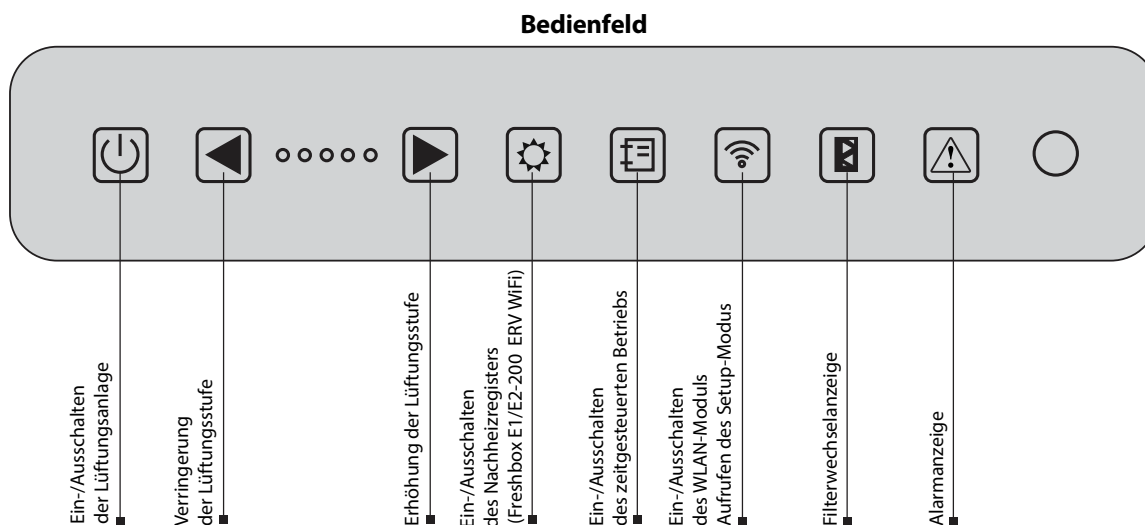 Bedienfeld
Ein-/Ausschalten
der Lüftungsanlage
Verringerung
der Lüftungsstufe
Erhöhung der Lüftungsstufe
Ein-/Ausschalten
des Nachheizregisters
(Freshbox E1/E2-200 ERV WiFi)
Ein-/Ausschalten
des zeitgesteuerten Betriebs
Ein-/Ausschalten
des WLAN-Moduls
Aufrufen des Setup-Modus
Filterwechselanzeige
Alarmanzeige